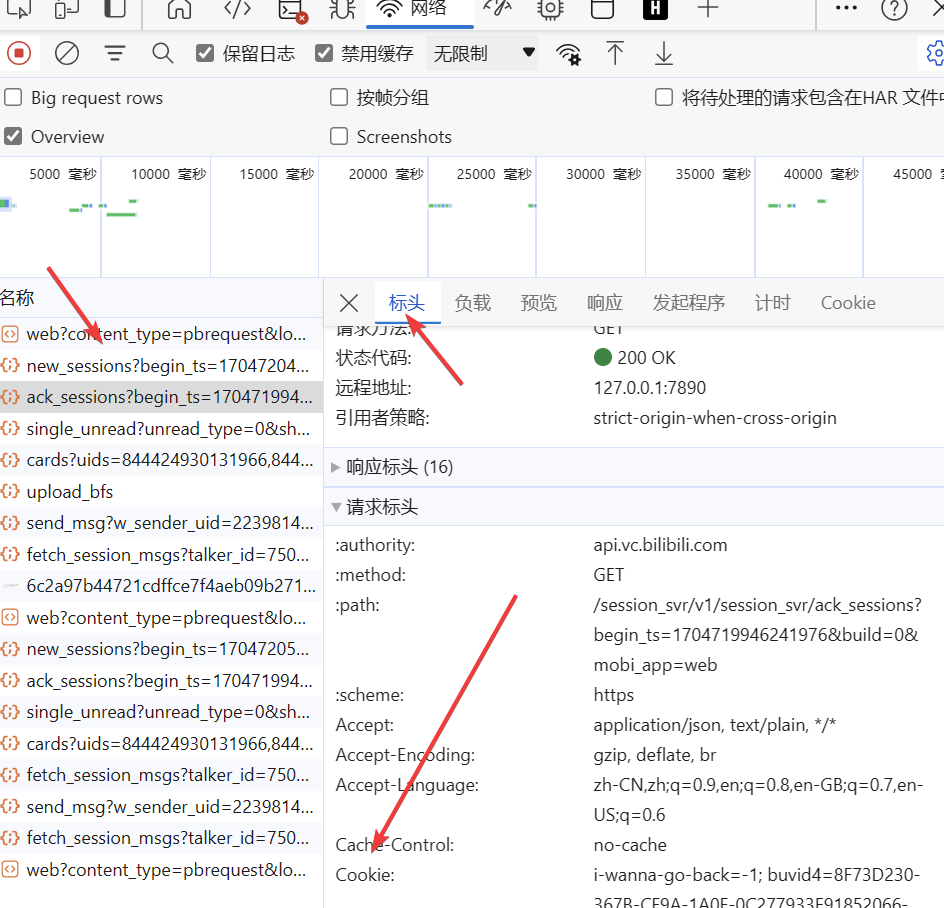 网络
保留日志 禁用缓存 无限制
Big request rows 按帧分组 将待处理的请求包含在HAR 文件中
Overview Screenshots
5000 毫秒 10000 毫秒 15000 毫秒 20000 毫秒 25000 毫秒 30000 毫秒 35000 毫秒 40000 毫秒 45000
名称
web?content_type=pbrequest&lo...
new_sessions?begin_ts=17047204...
ack_sessions?begin_ts=170471994...
single_unread?unread_type=0&sh...
cards?uids=844424930131966,844...
upload_bfs
send_msg?w_sender_uid=2239814...
fetch_session_msgs?talker_id=750...
6c2a97b44721cdffce7f4aeb09b271...
web?content_type=pbrequest&lo...
new_sessions?begin_ts=17047205...
ack_sessions?begin_ts=170471994...
single_unread?unread_type=0&sh...
cards?uids=844424930131966,844...
fetch_session_msgs?talker_id=750...
send_msg?w_sender_uid=2239814...
fetch_session_msgs?talker_id=750...
web?content_type=pbrequest&lo...
标头 负载 预览 响应 发起程序 计时 Cookie
请求方法: GET
状态代码: 200 OK
远程地址: 127.0.0.1:7890
引用者策略: strict-origin-when-cross-origin
响应标头 (16)
请求标头
:authority: api.vc.bilibili.com
:method: GET
:path: /session_svr/v1/session_svr/ack_sessions?
begin_ts=1704719946241976&build=0&
mobi_app=web
:scheme: https
Accept: application/json, text/plain, */*
Accept-Encoding: gzip, deflate, br
Accept-Language: zh-CN,zh;q=0.9,en;q=0.8,en-GB;q=0.7,en-
US;q=0.6
Cache-Control: no-cache
Cookie: i-wanna-go-back=-1; buvid4=8F73D230-